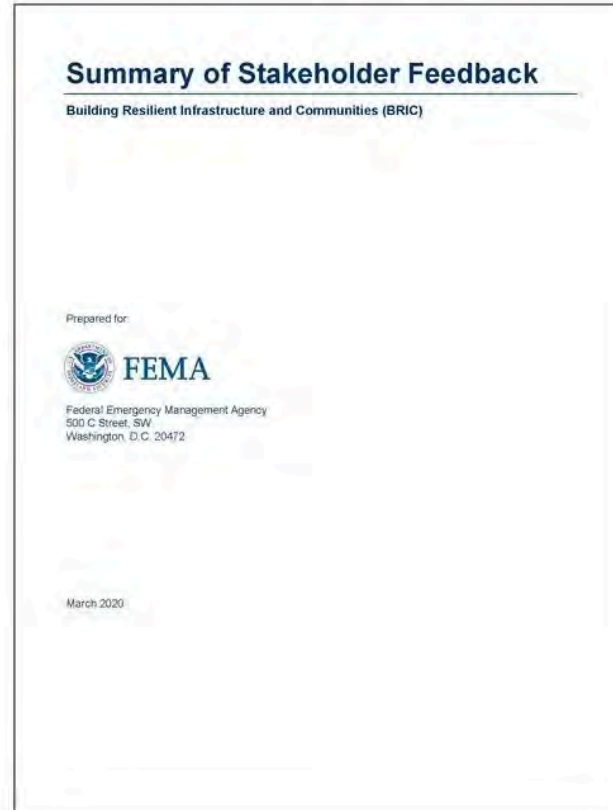 Summary of Stakeholder Feedback
Building Resilient Infrastructure and Communities (BRIC)
Prepared for:
FEMA
Federal Emergency Management Agency
500 C Street, SW
Washington, D.C. 20472
March 2020